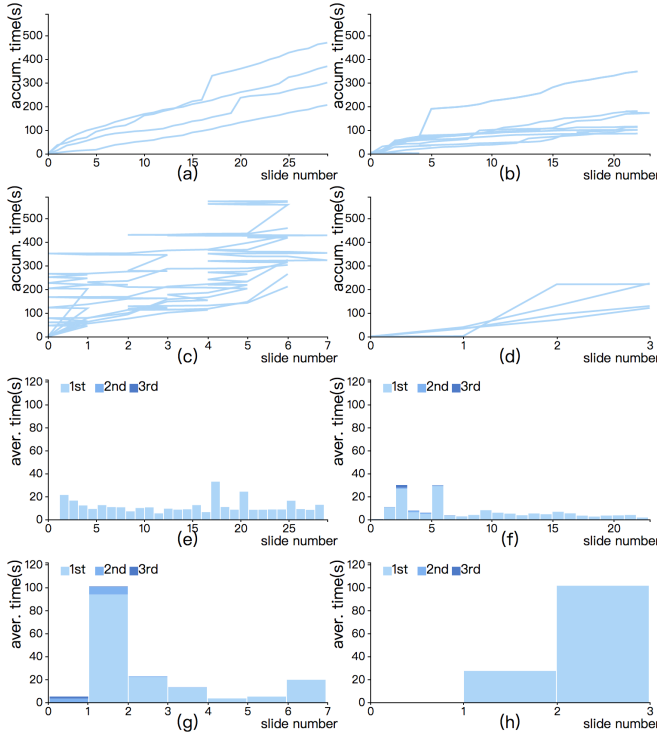 accum. time(s)
500
400
300
200
100
0
0 5 10 15 20 25 7
slide number
(a)
accum. time(s)
500
400
300
200
100
0
0 5 10 15 20
slide number
(b)
accum. time(s)
500
400
300
200
100
0
0 1 2 3 4 5 6 7
slide number
(c)
accum. time(s)
500
400
300
200
100
0
0 1 2 3
slide number
(d)
aver. time(s)
120
100
80
60
40
20
0
1st 2nd 3rd
0 5 10 15 20 25
slide number
(e)
aver. time(s)
120
100
80
60
40
20
0
1st 2nd 3rd
0 5 10 15 20
slide number
(f)
aver. time(s)
120
100
80
60
40
20
0
1st 2nd 3rd
0 1 2 3 4 5 6 7
slide number
(g)
aver. time(s)
120
100
80
60
40
20
0
1st 2nd 3rd
0 1 2 3
slide number
(h)